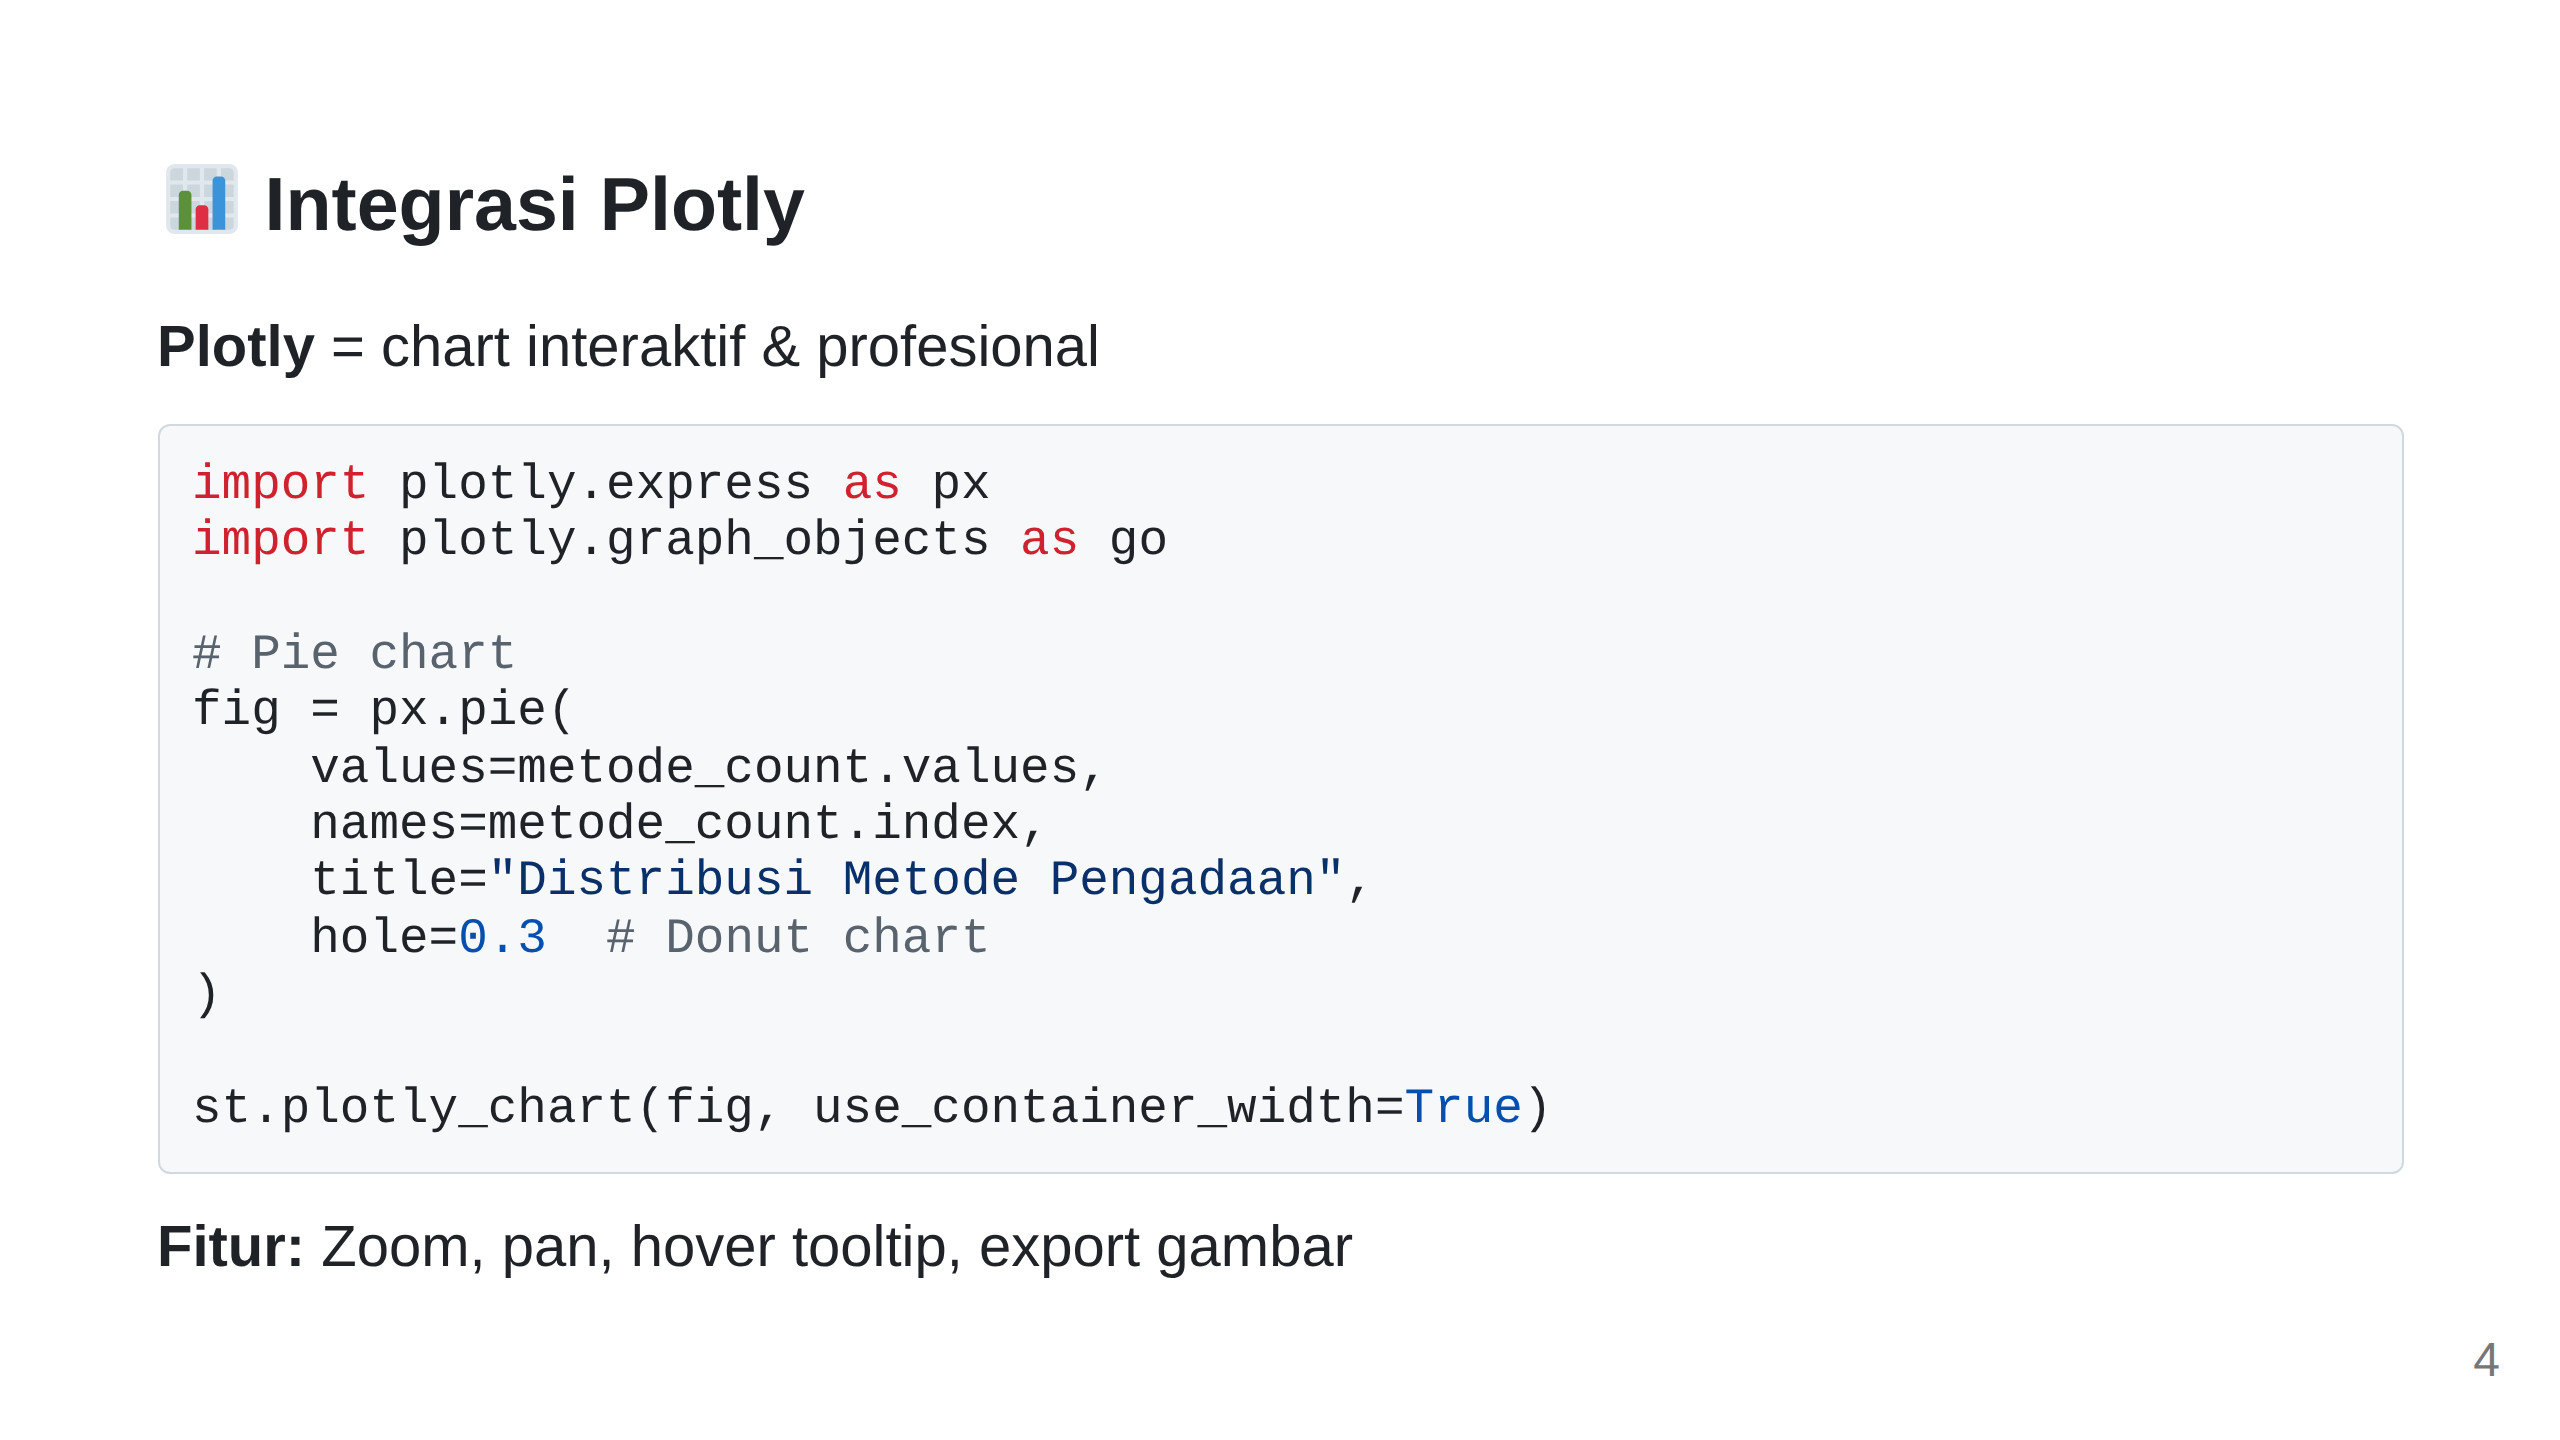 📊 Integrasi Plotly
Plotly = chart interaktif & profesional
import plotly.express as px
import plotly.graph_objects as go

# Pie chart
fig = px.pie(
    values=metode_count.values,
    names=metode_count.index,
    title="Distribusi Metode Pengadaan",
    hole=0.3  # Donut chart
)

st.plotly_chart(fig, use_container_width=True)
Fitur: Zoom, pan, hover tooltip, export gambar
4